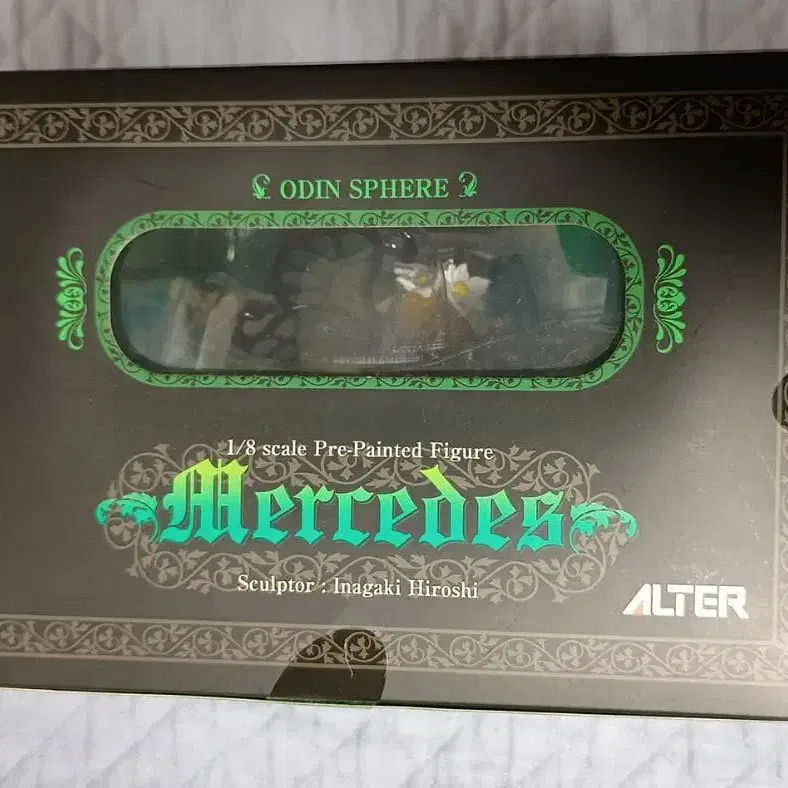 ODIN SPHERE
1/8 scale Pre-Painted Figure
Mercedes
Sculptor : Inagaki Hiroshi
ALTER